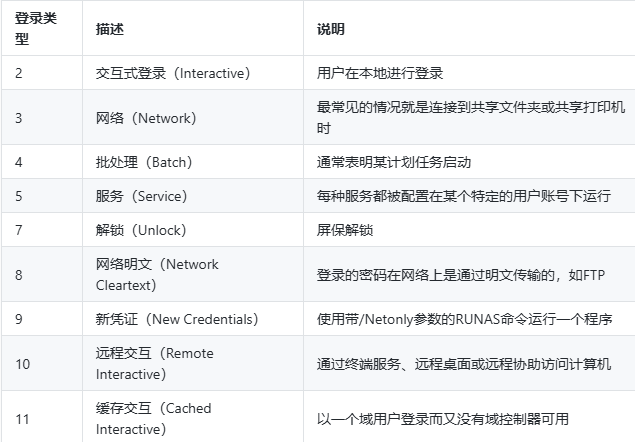 登录类
型
描述
说明
2
交互式登录（Interactive）
用户在本地进行登录
3
网络（Network）
最常见的情况就是连接到共享文件夹或共享打印机
时
4
批处理（Batch）
通常表明某计划任务启动
5
服务（Service）
每种服务都被配置在某个特定的用户账号下运行
7
解锁（Unlock）
屏保解锁
8
网络明文（Network
Cleartext）
登录的密码在网络上是通过明文传输的，如FTP
9
新凭证（New Credentials）
使用带/Netonly参数的RUNAS命令运行一个程序
10
远程交互（Remote
Interactive）
通过终端服务、远程桌面或远程协助访问计算机
11
缓存交互（Cached
Interactive）
以一个域用户登录而又没有域控制器可用